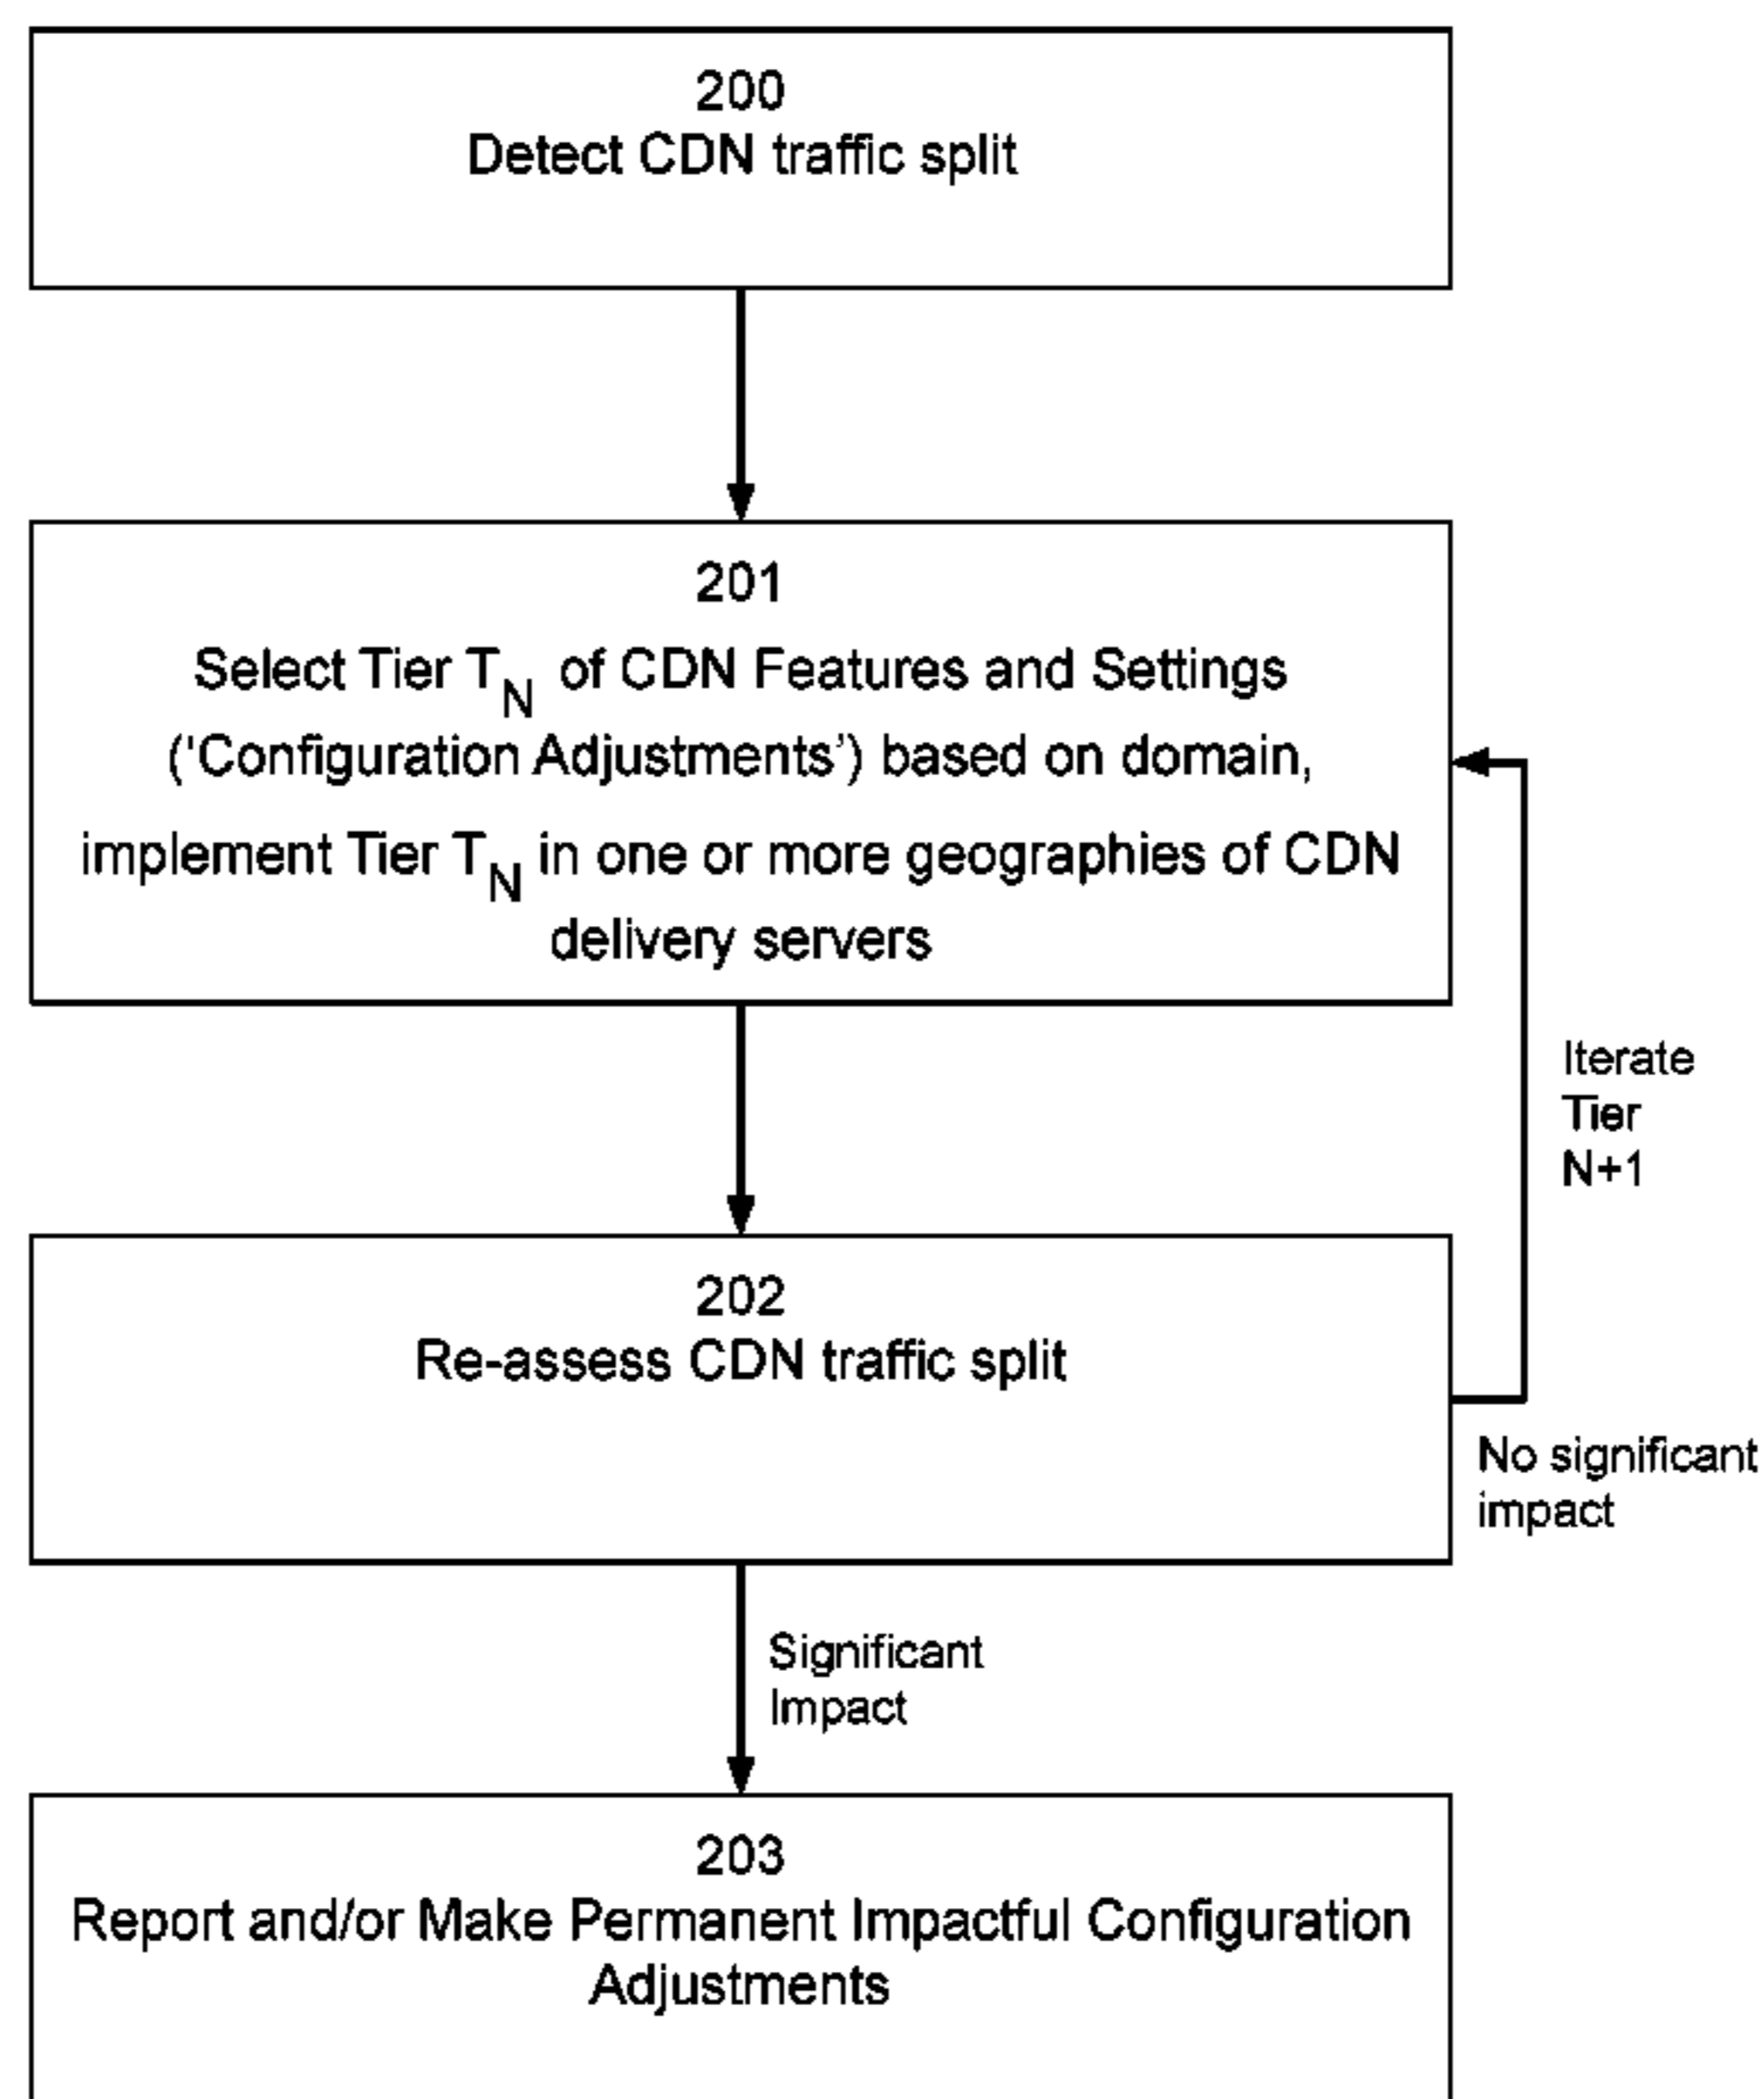 200
Detect CDN traffic split
201
Select Tier T_N of CDN Features and Settings
(‘Configuration Adjustments’) based on domain,
implement Tier T_N in one or more geographies of CDN
delivery servers
Iterate
Tier
N+1
202
Re-assess CDN traffic split
No significant
impact
Significant
Impact
203
Report and/or Make Permanent Impactful Configuration
Adjustments